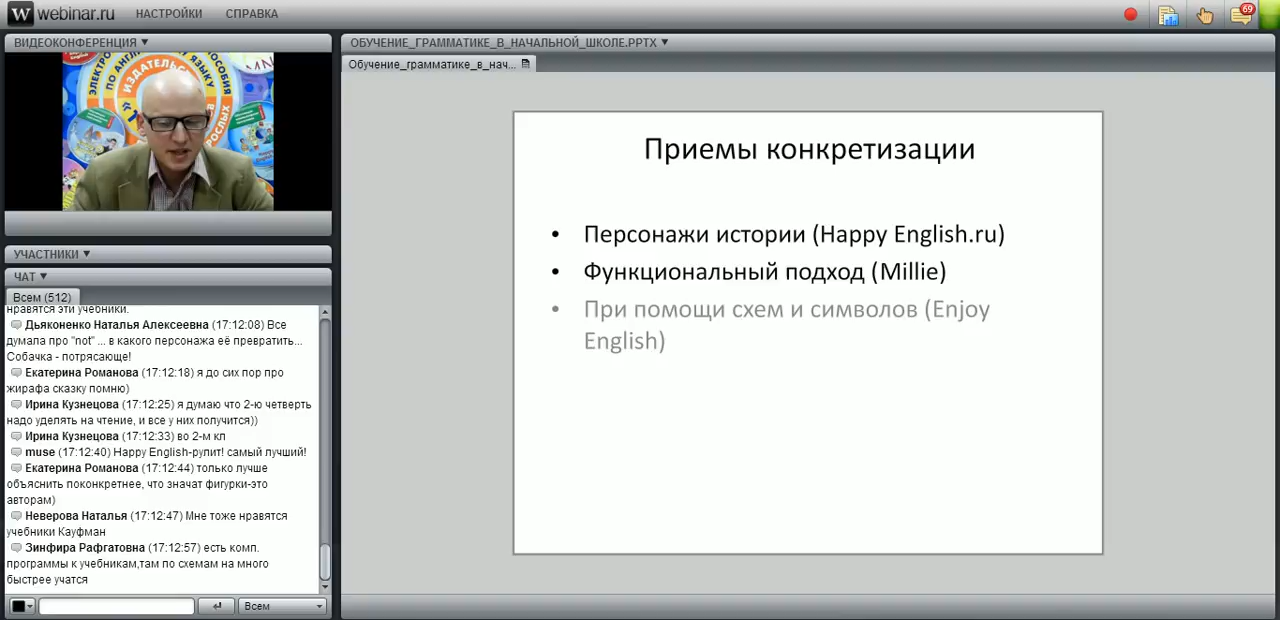 W webinar.ru НАСТРОЙКИ СПРАВКА
69
ВИДЕОКОНФЕРЕНЦИЯ
ИЗДАТЕЛЬСТВО
ПО АНГЛ
ЯЗЫКУ
УЧАСТНИКИ
ЧАТ
Всем (512)
нравятся эти учебники.
Дьяконенко Наталья Алексеевна (17:12:08) Все
думала про "not" ... в какого персонажа её превратить...
Собачка - потрясающе!
Екатерина Романова (17:12:18) я до сих пор про
жирафа сказку помню)
Ирина Кузнецова (17:12:25) я думаю что 2-ю четверть
надо уделять на чтение, и все у них получится))
Ирина Кузнецова (17:12:33) во 2-м кл
muse (17:12:40) Happy English-рулит! самый лучший!
Екатерина Романова (17:12:44) только лучше
объяснить поконкретнее, что значат фигурки-это
авторам)
Неверова Наталья (17:12:47) Мне тоже нравятся
учебники Кауфман
Зинфира Рафгатовна (17:12:57) есть комп.
программы к учебникам,там по схемам на много
быстрее учатся
Всем
ОБУЧЕНИЕ_ГРАММАТИКЕ_В_НАЧАЛЬНОЙ_ШКОЛЕ.PPTX
Обучение_грамматике_в_нач...
Приемы конкретизации
• Персонажи истории (Happy English.ru)
• Функциональный подход (Millie)
• При помощи схем и символов (Enjoy
English)